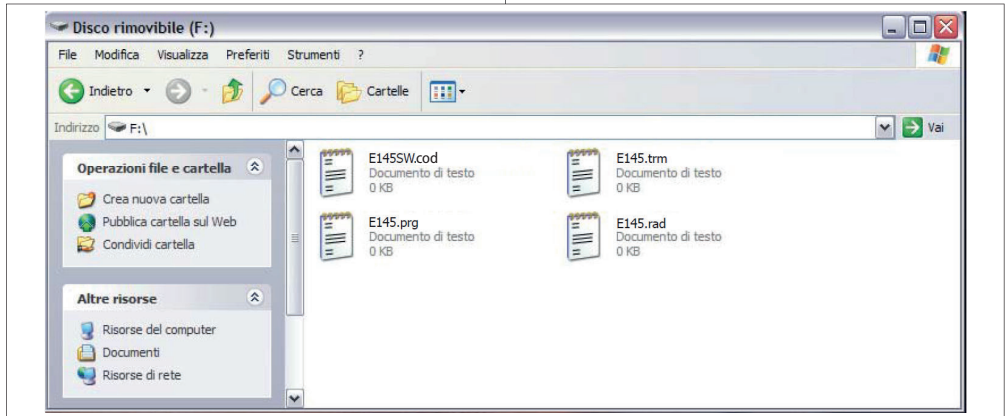 Disco rimovibile (F:)
File Modifica Visualizza Preferiti Strumenti ?
Indietro Cerca Cartelle
Indirizzo F:\ Vai
Operazioni file e cartella
Crea nuova cartella
Pubblica cartella sul Web
Condividi cartella
Altre risorse
Risorse del computer
Documenti
Risorse di rete
E145SW.cod
Documento di testo
0 KB
E145.trm
Documento di testo
0 KB
E145.prg
Documento di testo
0 KB
E145.rad
Documento di testo
0 KB